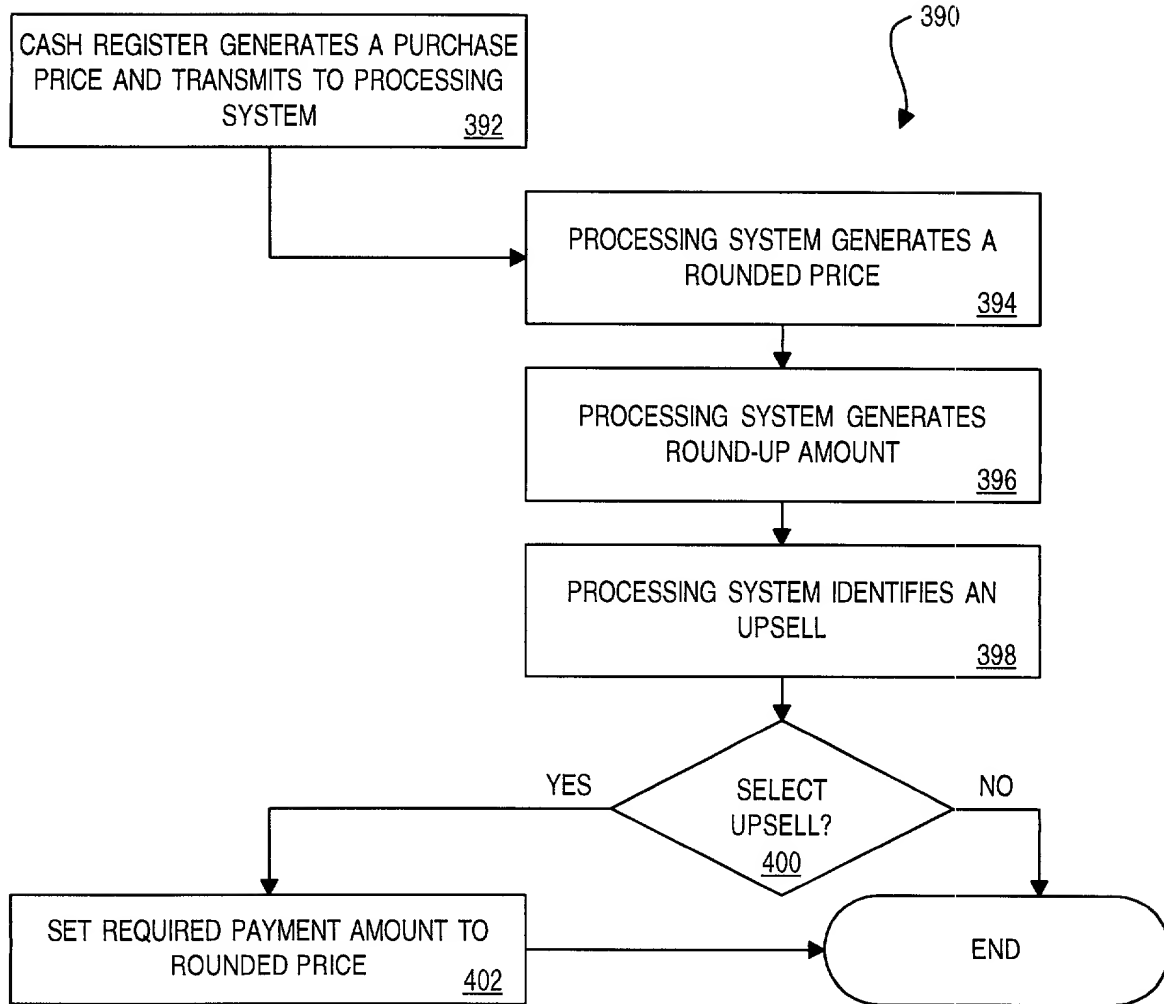 390
CASH REGISTER GENERATES A PURCHASE
PRICE AND TRANSMITS TO PROCESSING
SYSTEM
392
PROCESSING SYSTEM GENERATES A
ROUNDED PRICE
394
PROCESSING SYSTEM GENERATES
ROUND-UP AMOUNT
396
PROCESSING SYSTEM IDENTIFIES AN
UPSELL
398
YES
NO
SELECT
UPSELL?
400
SET REQUIRED PAYMENT AMOUNT TO
ROUNDED PRICE
402
END